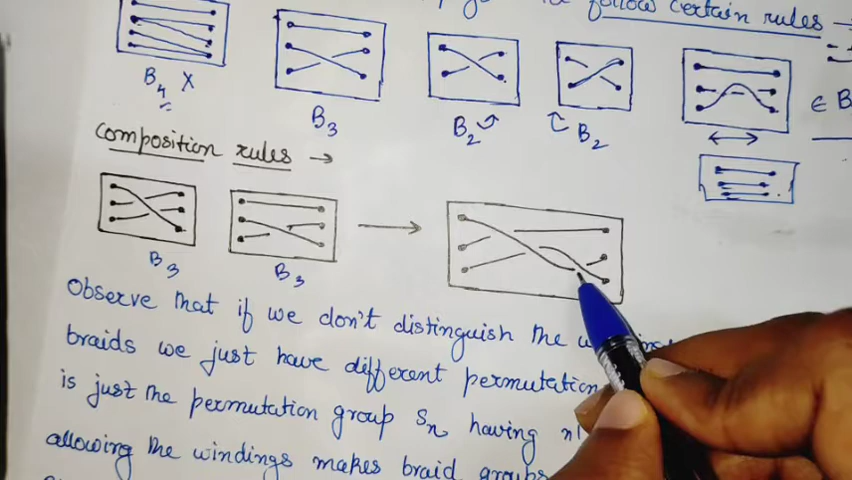 follow certain rules →
B4 X
B3
B2
B2
∈ B
composition rules →
B3
B3
Observe that if we don't distinguish the
braids we just have different permutation
is just the permutation group Sn having n!
allowing the windings makes braid groups